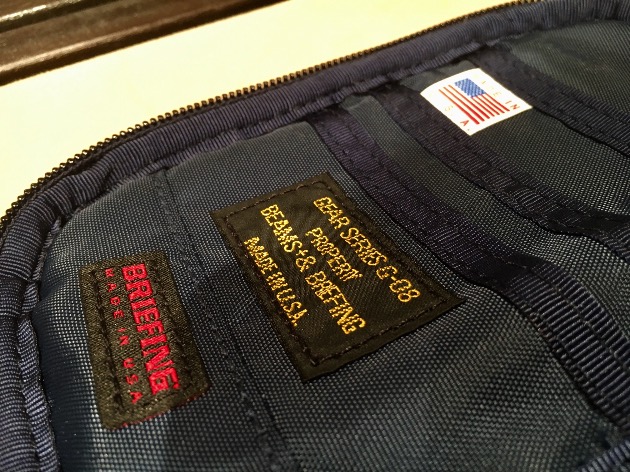 BRIEFING
MADE IN U.S.A
GEAR SERIES C-08
PROPERTY
BEAMS+& BRIEFING
MADE IN U.S.A.